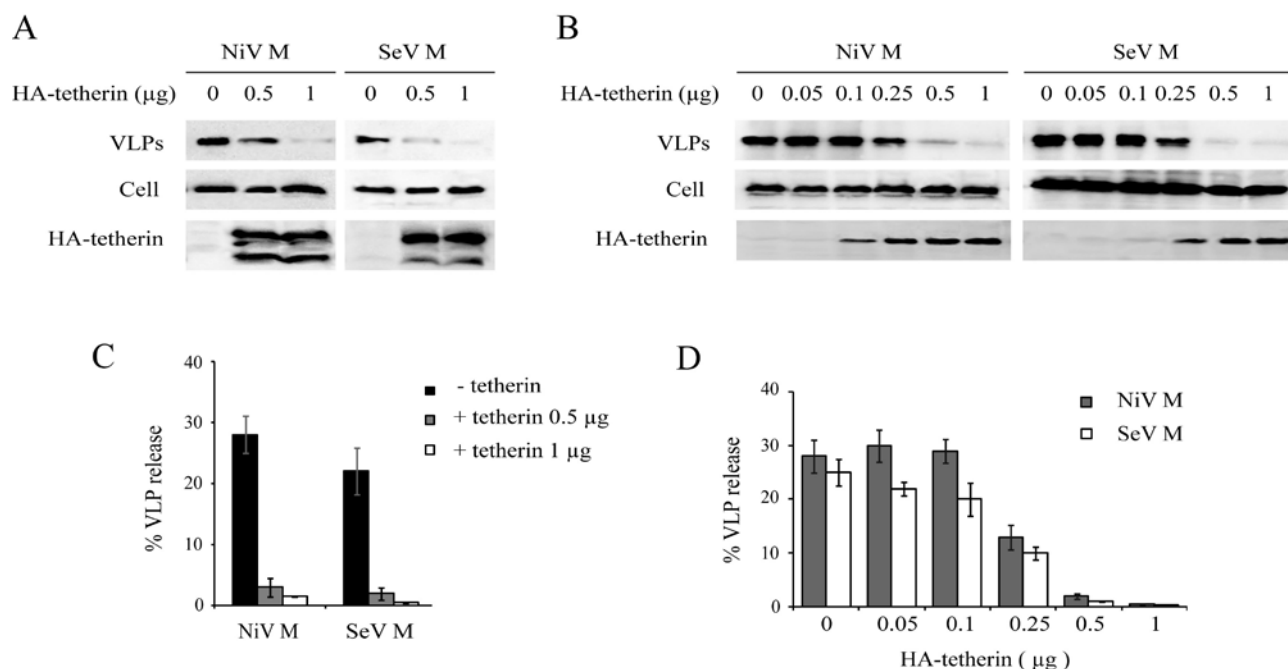 A
NiV M SeV M
HA-tetherin (μg) 0 0.5 1 0 0.5 1
VLPs
Cell
HA-tetherin
B
NiV M SeV M
HA-tetherin (μg) 0 0.05 0.1 0.25 0.5 1 0 0.05 0.1 0.25 0.5 1
VLPs
Cell
HA-tetherin
C
% VLP release
40
30
20
10
0
NiV M SeV M
- tetherin
+ tetherin 0.5 μg
+ tetherin 1 μg
D
% VLP release
40
30
20
10
0
0 0.05 0.1 0.25 0.5 1
HA-tetherin ( μg )
NiV M
SeV M